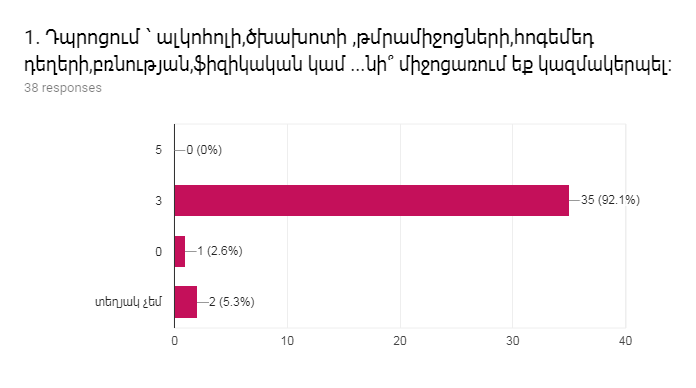 1. Դպրոցում ` ալկոհոլի,ծխախոտի ,թմրամիջոցների,հոգեմեդ
դեղերի,բռնության,ֆիզիկական կամ ...նի՞ միջոցառում եք կազմակերպել:
38 responses
5 0 (0%)
3 35 (92.1%)
0 1 (2.6%)
տեղյակ չեմ 2 (5.3%)
0 10 20 30 40